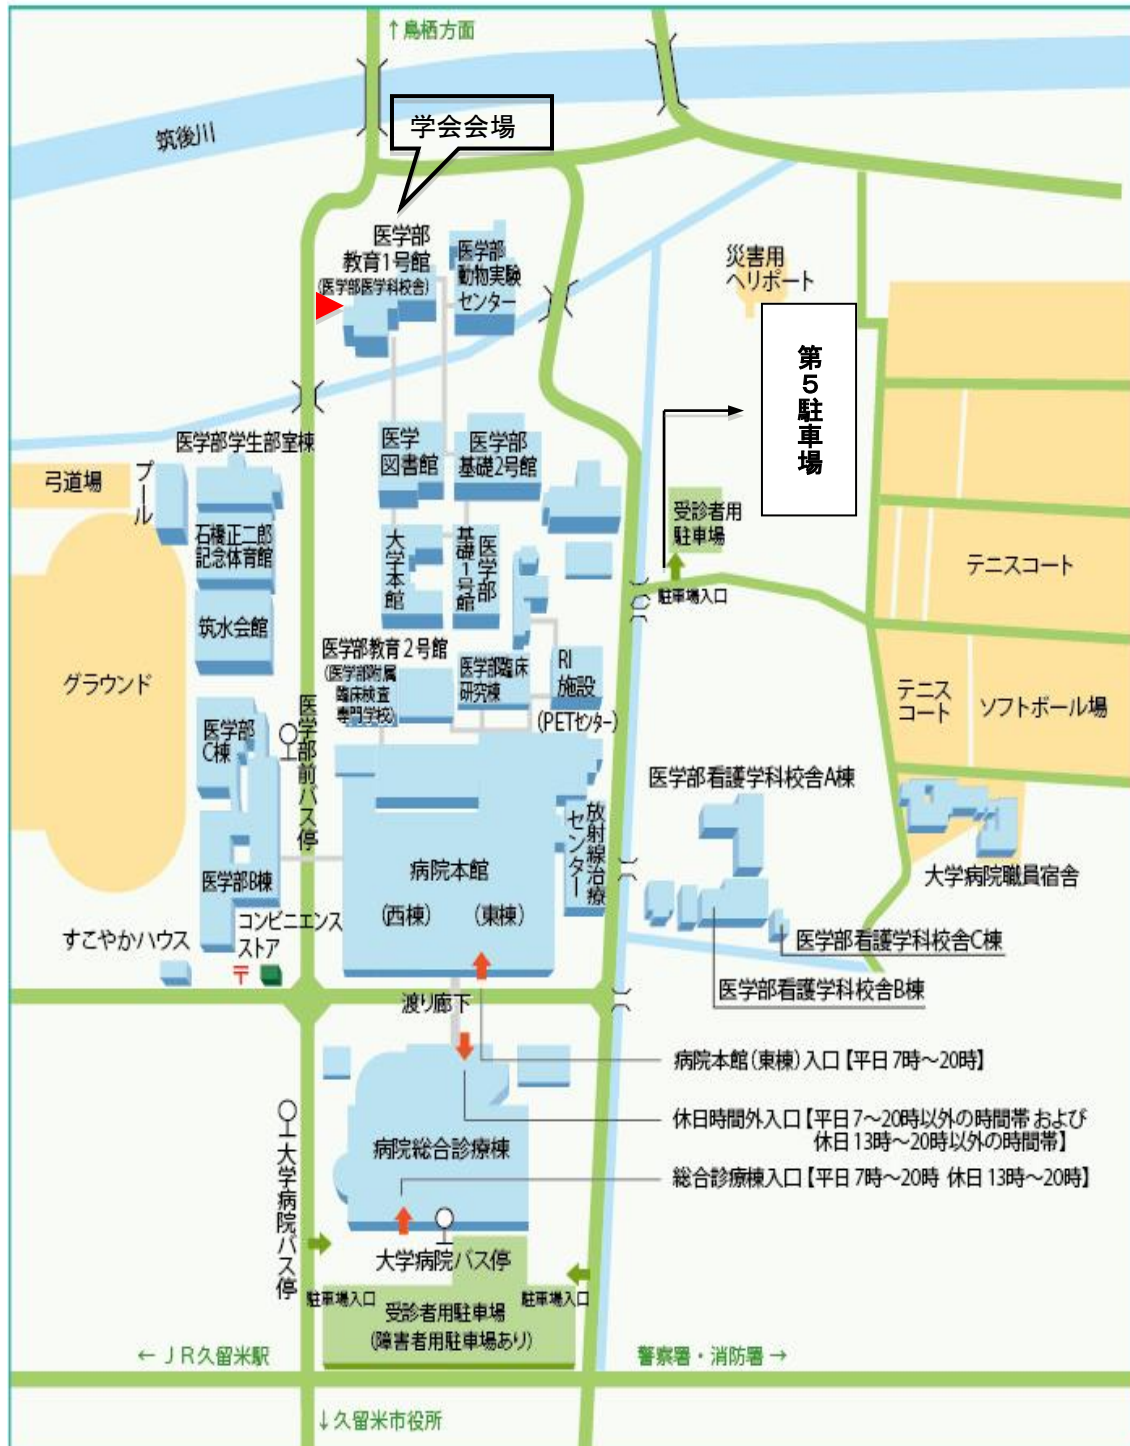 ↑鳥栖方面
筑後川
学会会場
医学部
教育1号館
(医学部医学科校舎)
医学部
動物実験
センター
災害用
ヘリポート
第5駐車場
医学部学生部室棟
弓道場
プール
石橋正二郎
記念体育館
筑水会館
グラウンド
医学
図書館
医学部
基礎2号館
大学本館
医学部
基礎1号館
受診者用
駐車場
駐車場入口
テニスコート
テニス
コート
ソフトボール場
医学部教育2号館
(医学部附属
臨床検査
専門学校)
医学部臨床
研究棟
RI
施設
(PETセンター)
医学部
C棟
医学部前バス停
医学部B棟
コンビニエンス
ストア
すこやかハウス
〒
病院本館
(西棟)
(東棟)
放射線治療
センター
医学部看護学科校舎A棟
大学病院職員宿舎
医学部看護学科校舎C棟
医学部看護学科校舎B棟
渡り廊下
病院本館(東棟)入口【平日7時~20時】
休日時間外入口【平日7~20時以外の時間帯 および
休日13時~20時以外の時間帯】
病院総合診療棟
総合診療棟入口【平日7時~20時 休日13時~20時】
大学病院バス停
大学病院バス停
駐車場入口
駐車場入口
受診者用駐車場
(障害者用駐車場あり)
← JR久留米駅
警察署・消防署 →
↓久留米市役所